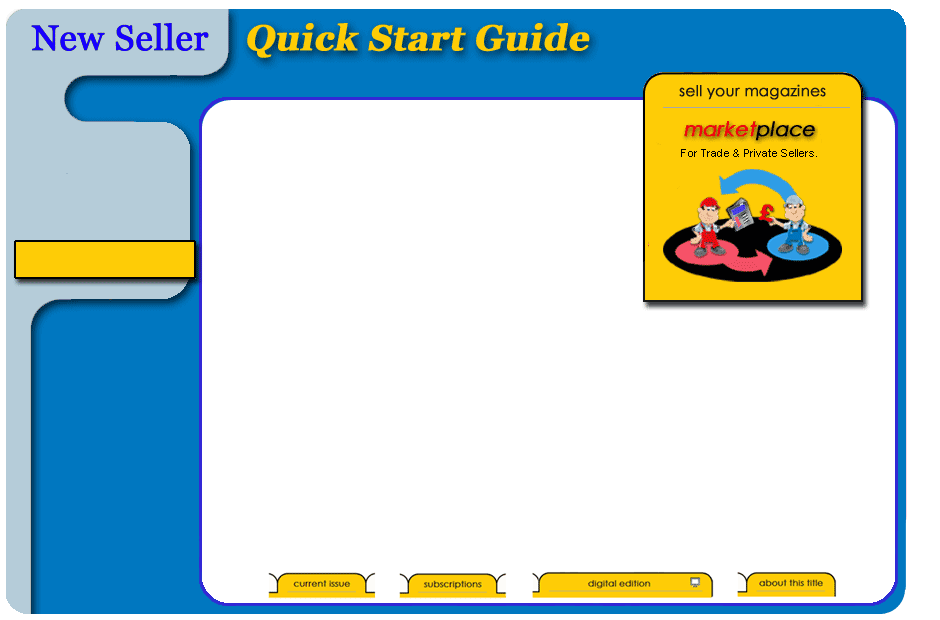 New Seller Quick Start Guide
sell your magazines
marketplace
For Trade & Private Sellers.
£
current issue subscriptions digital edition about this title